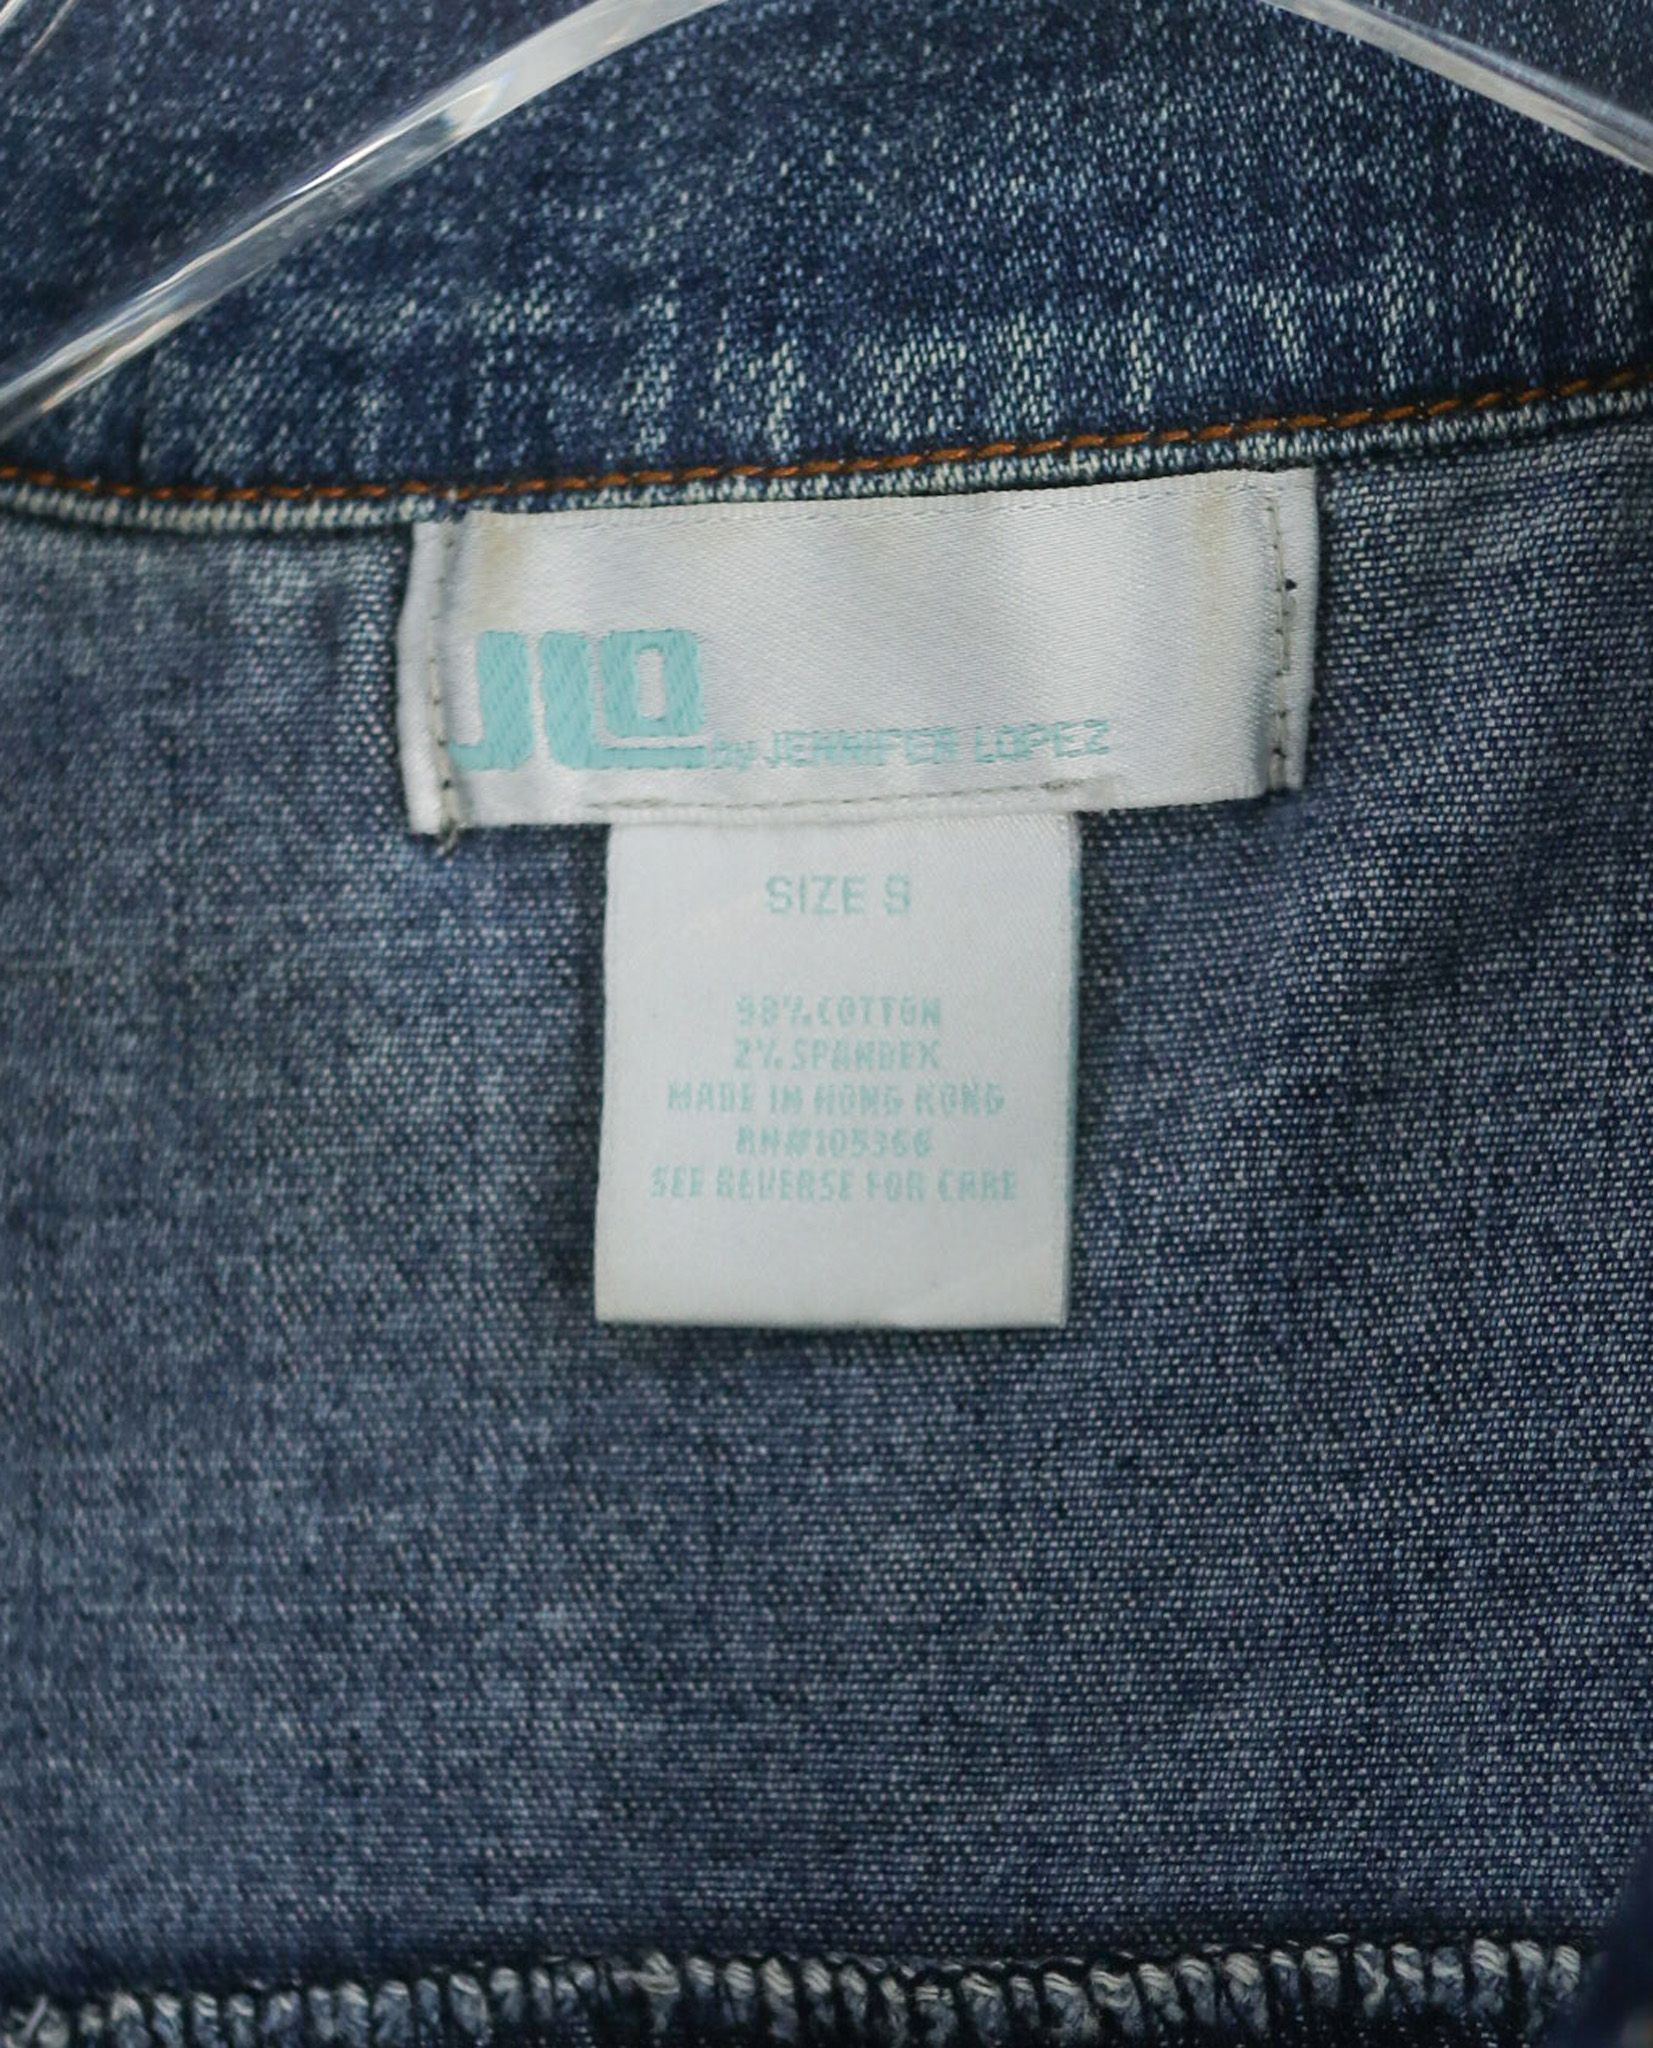 JLO
by JENNIFER LOPEZ
SIZE S
98% COTTON
2% SPANDEX
MADE IN HONG KONG
RN#105366
SEE REVERSE FOR CARE